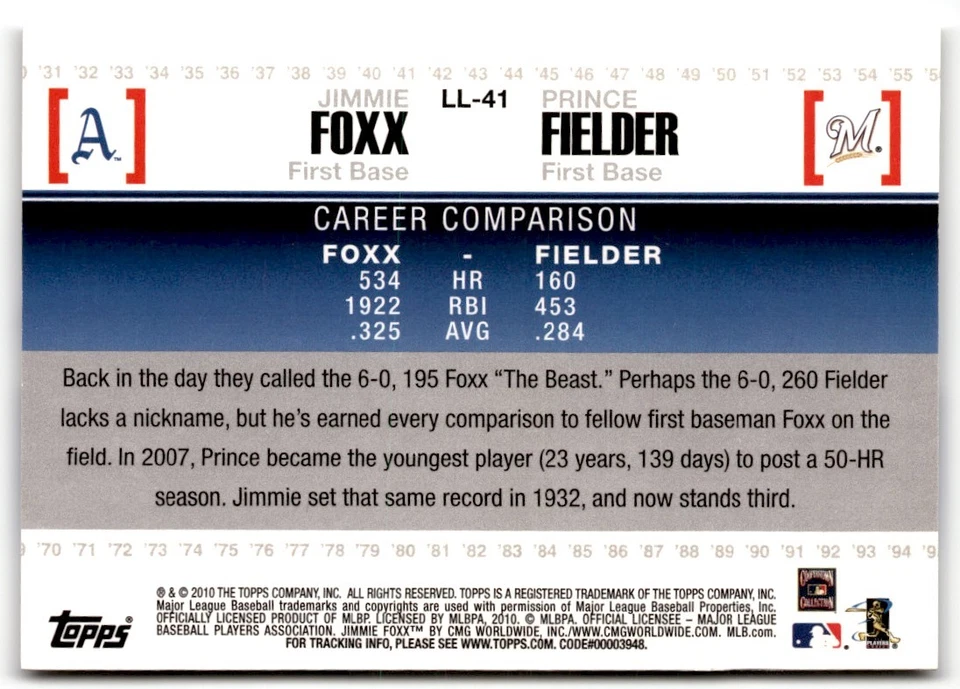 '31 '32 '33 '34 '35 '36 '37 '38 '39 '40 '41 '42 '43 '44 '45 '46 '47 '48 '49 '50 '51 '52 '53 '54 '55
JIMMIE LL-41 PRINCE
A™ FOXX FIELDER M®
First Base First Base
CAREER COMPARISON
FOXX - FIELDER
534 HR 160
1922 RBI 453
.325 AVG .284
Back in the day they called the 6-0, 195 Foxx “The Beast.” Perhaps the 6-0, 260 Fielder
lacks a nickname, but he’s earned every comparison to fellow first baseman Foxx on the
field. In 2007, Prince became the youngest player (23 years, 139 days) to post a 50-HR
season. Jimmie set that same record in 1932, and now stands third.
'70 '71 '72 '73 '74 '75 '76 '77 '78 '79 '80 '81 '82 '83 '84 '85 '86 '87 '88 '89 '90 '91 '92 '93 '94
COOPERSTOWN
COLLECTION
® & © 2010 THE TOPPS COMPANY, INC. ALL RIGHTS RESERVED. TOPPS IS A REGISTERED TRADEMARK OF THE TOPPS COMPANY, INC.
Major League Baseball trademarks and copyrights are used with permission of Major League Baseball Properties, Inc.
OFFICIALLY LICENSED PRODUCT OF MLBP. LICENSED BY MLBPA, 2010. © MLBPA. OFFICIAL LICENSEE – MAJOR LEAGUE
BASEBALL PLAYERS ASSOCIATION. JIMMIE FOXX™ BY CMG WORLDWIDE, INC./WWW.CMGWORLDWIDE.COM. MLB.com.
FOR TRACKING INFO, PLEASE SEE WWW.TOPPS.COM. CODE#00003948.
TOPPS®
PLAYERS